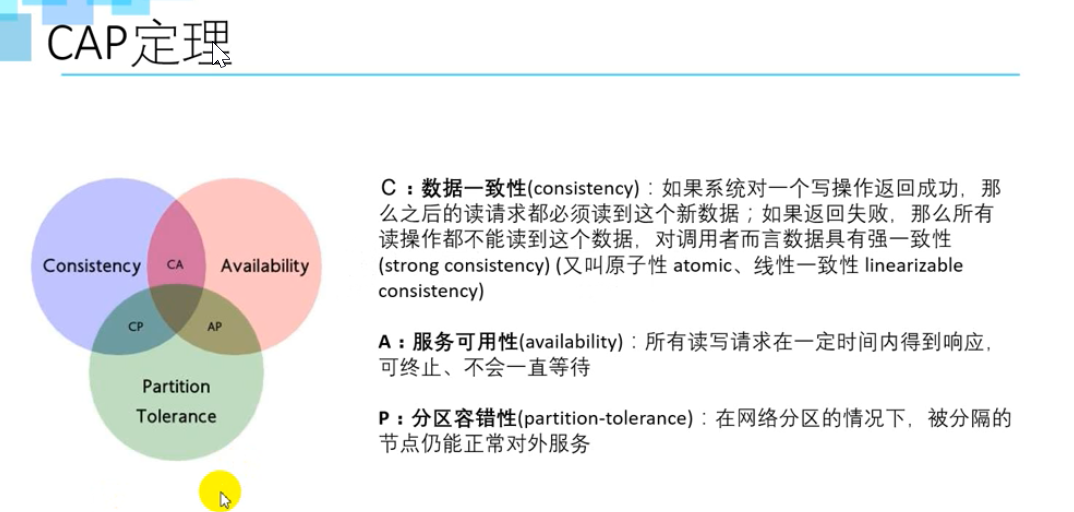 CAP定理
Consistency
CA
Availability
CP
AP
Partition
Tolerance
C：数据一致性(consistency)：如果系统对一个写操作返回成功，那
么之后的读请求都必须读到这个新数据；如果返回失败，那么所有
读操作都不能读到这个数据，对调用者而言数据具有强一致性
(strong consistency) (又叫原子性 atomic、线性一致性 linearizable
consistency)
A：服务可用性(availability)：所有读写请求在一定时间内得到响应，
可终止、不会一直等待
P：分区容错性(partition-tolerance)：在网络分区的情况下，被分隔的
节点仍能正常对外服务